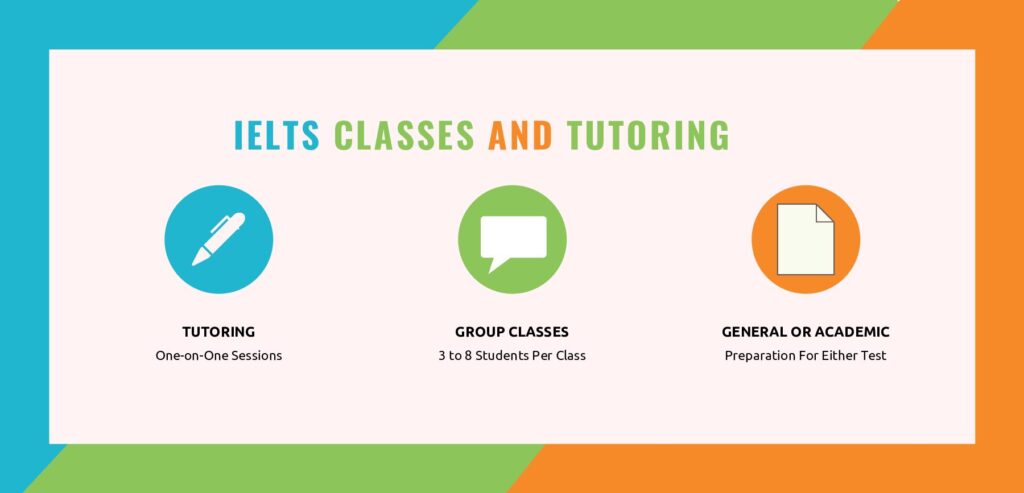 IELTS CLASSES AND TUTORING
TUTORING
One-on-One Sessions
GROUP CLASSES
3 to 8 Students Per Class
GENERAL OR ACADEMIC
Preparation For Either Test